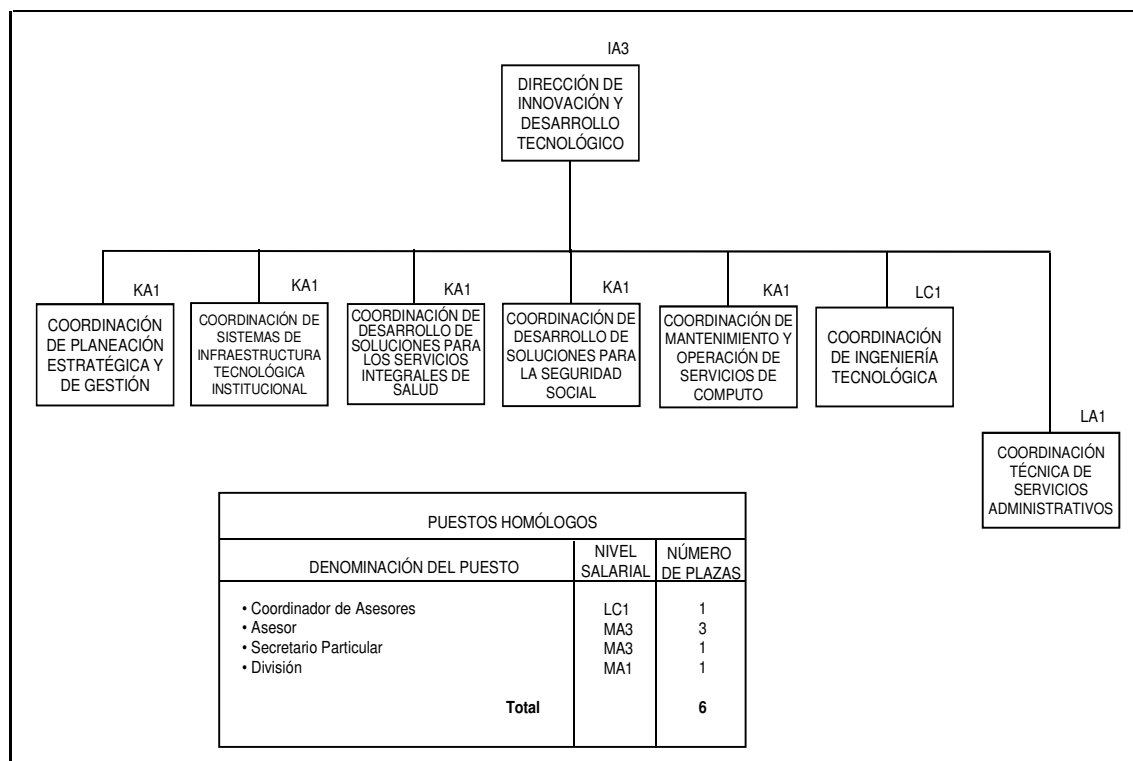 IA3
DIRECCIÓN DE
INNOVACIÓN Y
DESARROLLO
TECNOLÓGICO
KA1
COORDINACIÓN
DE PLANEACIÓN
ESTRATÉGICA Y
DE GESTIÓN
KA1
COORDINACIÓN DE
SISTEMAS DE
INFRAESTRUCTURA
TECNOLÓGICA
INSTITUCIONAL
KA1
COORDINACIÓN DE
DESARROLLO DE
SOLUCIONES PARA
LOS SERVICIOS
INTEGRALES DE
SALUD
KA1
COORDINACIÓN DE
DESARROLLO DE
SOLUCIONES PARA
LA SEGURIDAD
SOCIAL
KA1
COORDINACIÓN DE
MANTENIMIENTO Y
OPERACIÓN DE
SERVICIOS DE
COMPUTO
LC1
COORDINACIÓN
DE INGENIERÍA
TECNOLÓGICA
LA1
COORDINACIÓN
TÉCNICA DE
SERVICIOS
ADMINISTRATIVOS
PUESTOS HOMÓLOGOS
DENOMINACIÓN DEL PUESTO
NIVEL
SALARIAL
NÚMERO
DE PLAZAS
• Coordinador de Asesores LC1 1
• Asesor MA3 3
• Secretario Particular MA3 1
• División MA1 1
Total 6